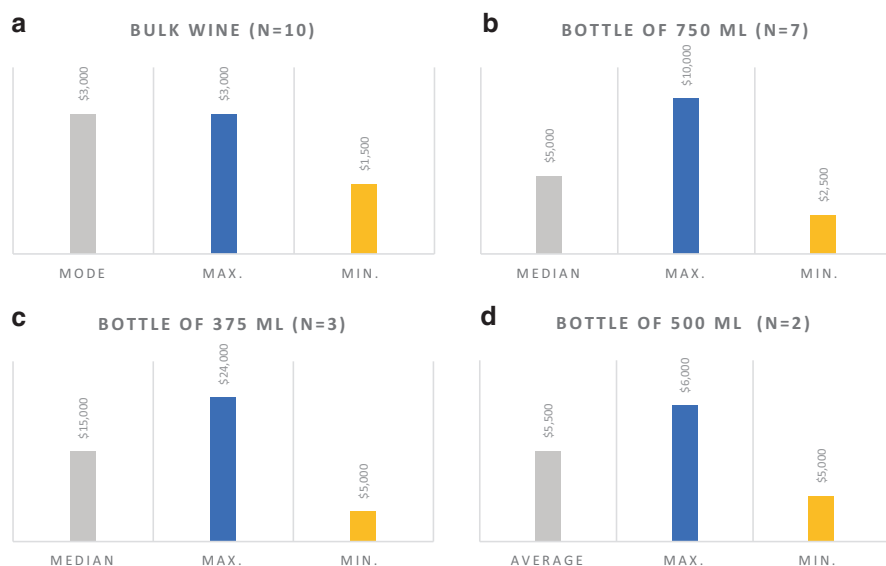 a
BULK WINE (N=10)
$3,000
$3,000
$1,500
MODE MAX. MIN.
b
BOTTLE OF 750 ML (N=7)
$5,000
$10,000
$2,500
MEDIAN MAX. MIN.
c
BOTTLE OF 375 ML (N=3)
$15,000
$24,000
$5,000
MEDIAN MAX. MIN.
d
BOTTLE OF 500 ML (N=2)
$5,500
$6,000
$5,000
AVERAGE MAX. MIN.